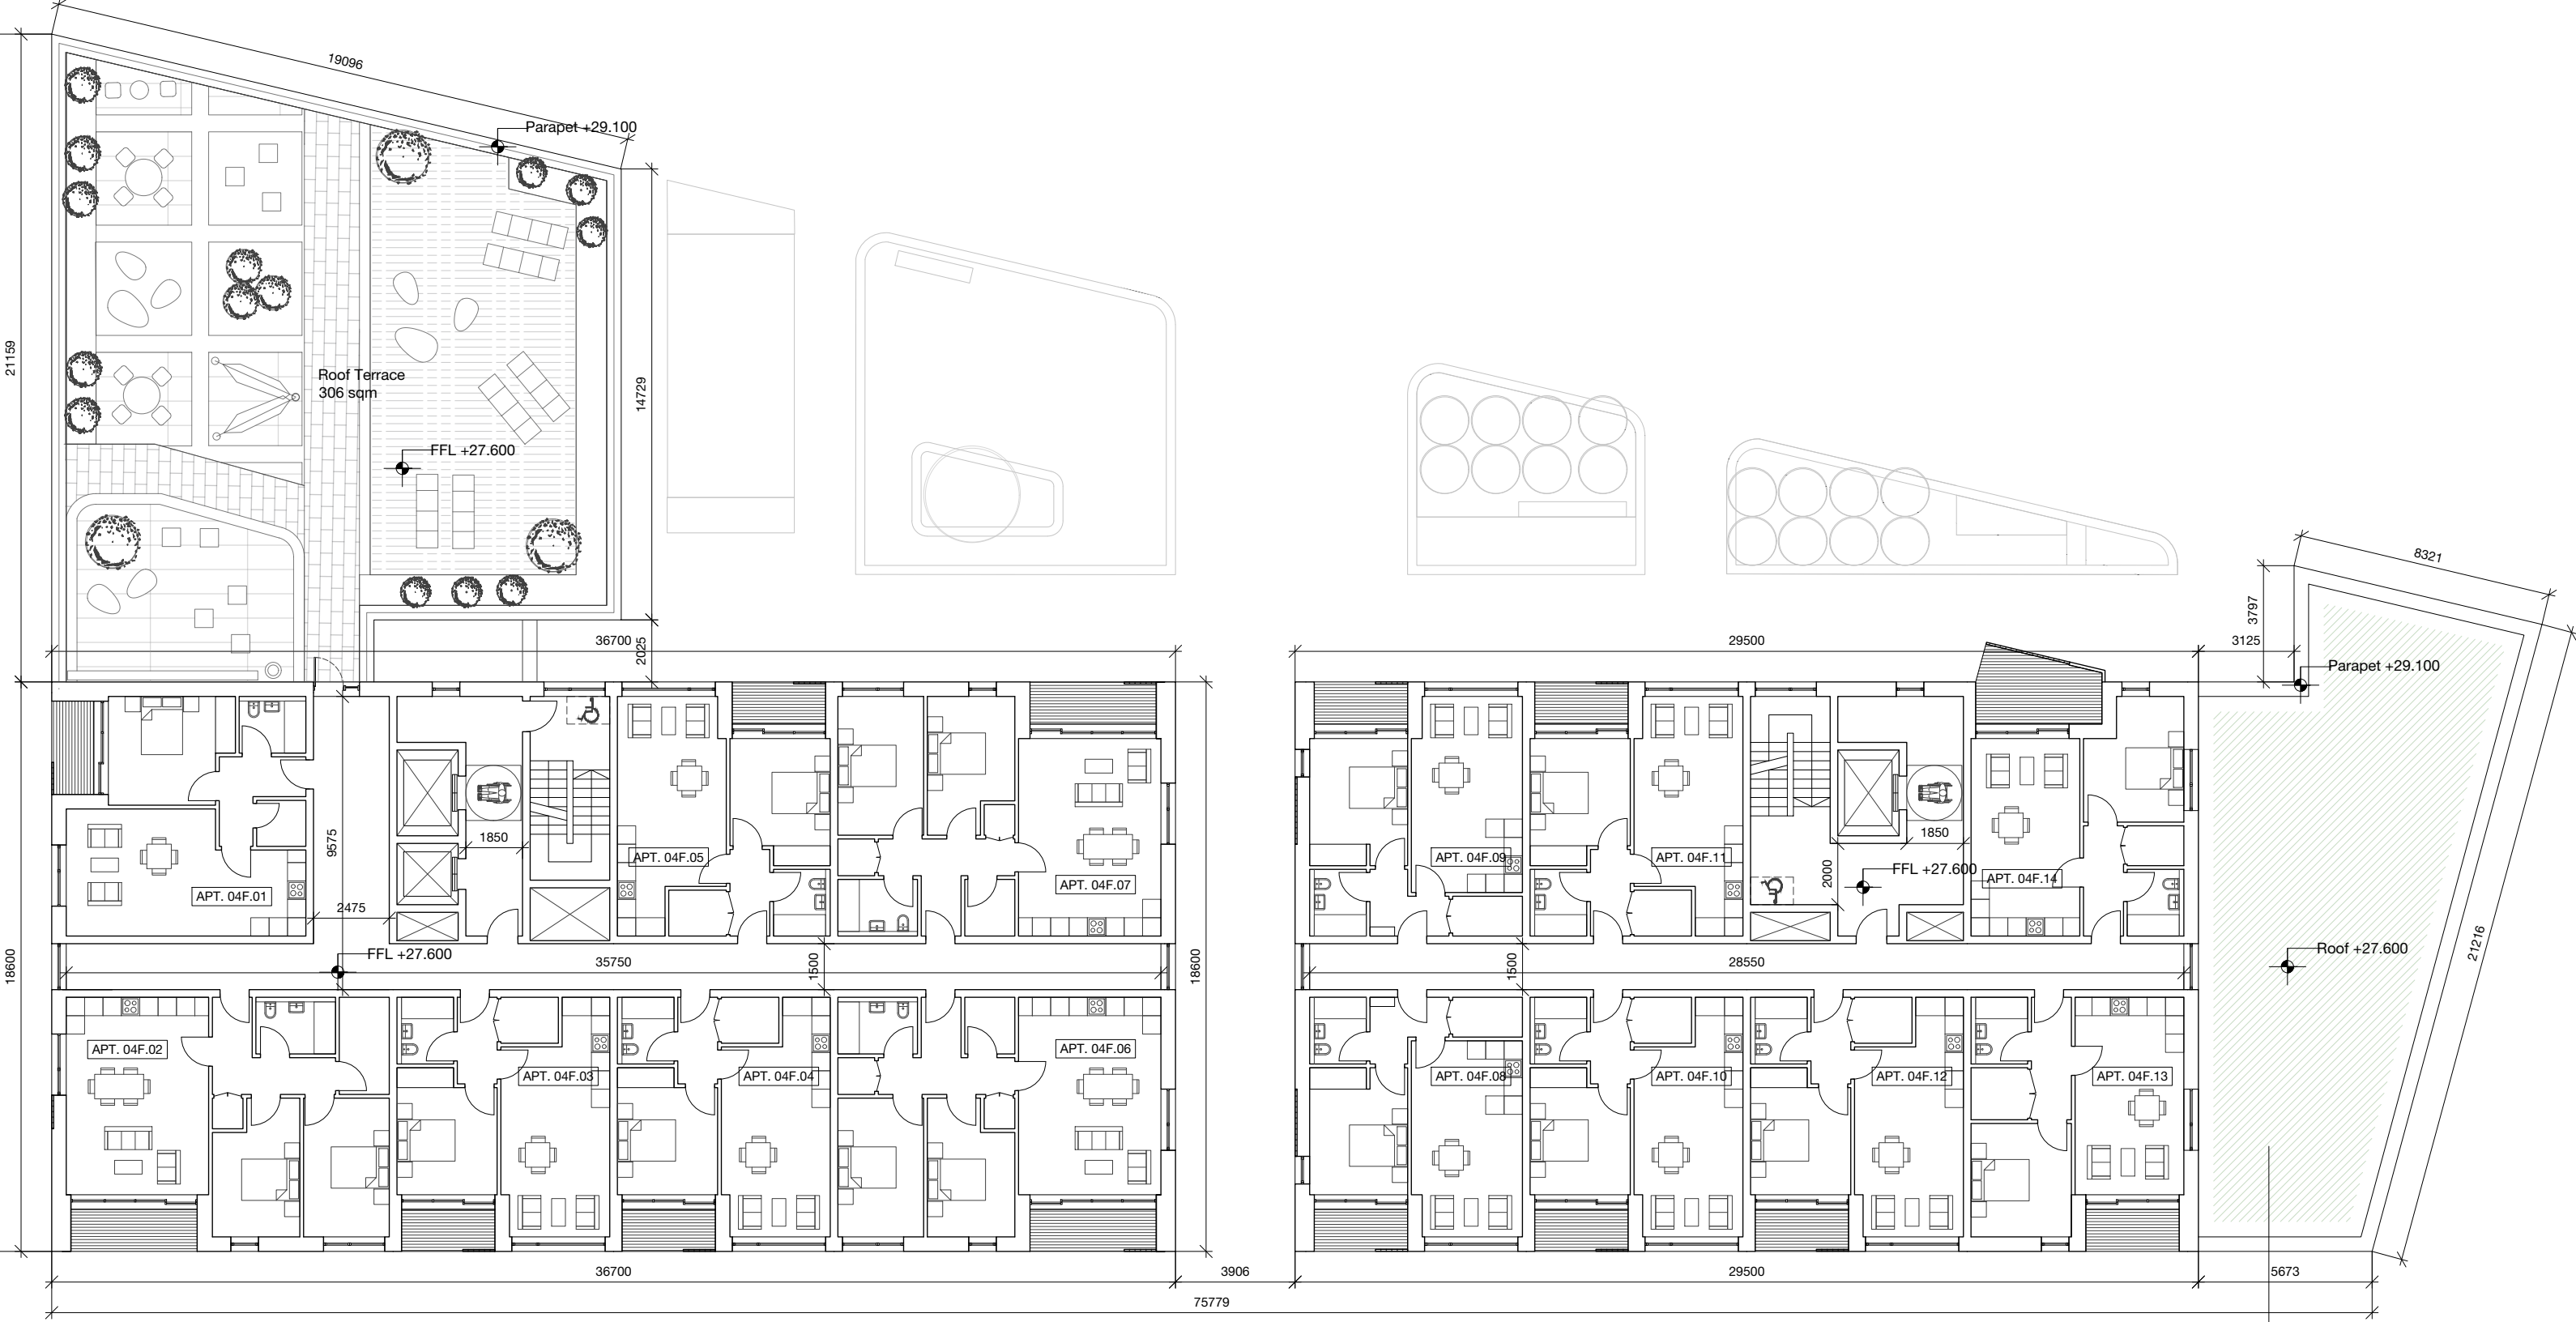 19096
Parapet +29.100
21159
14729
Roof Terrace
306 sqm
FFL +27.600
8321
3797
36700
2025
29500
3125
Parapet +29.100
9575
1850
1850
APT. 04F.05
APT. 04F.09
APT. 04F.11
2000
FFL +27.600
APT. 04F.01
APT. 04F.07
APT. 04F.14
2475
21216
FFL +27.600
Roof +27.600
18600
35750
1500
18600
1500
28550
APT. 04F.02
APT. 04F.06
APT. 04F.03
APT. 04F.04
APT. 04F.08
APT. 04F.10
APT. 04F.12
APT. 04F.13
36700
3906
29500
5673
75779